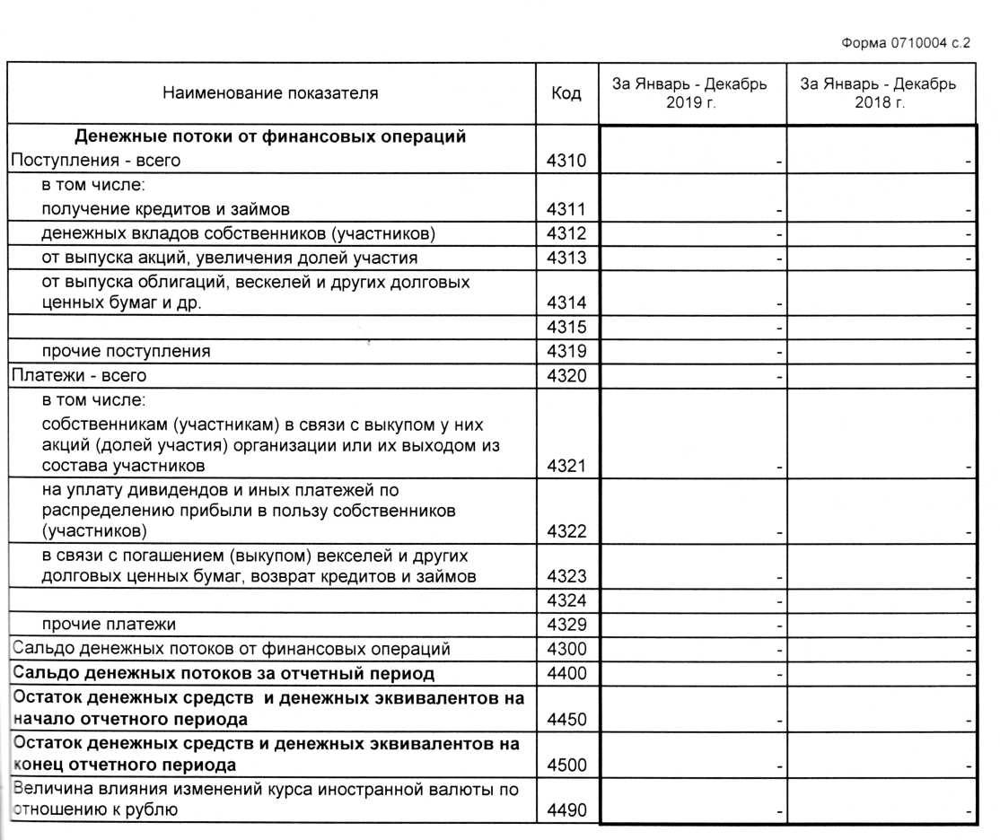 Форма 0710004 с.2
Наименование показателя Код За Январь - Декабрь 2019 г. За Январь - Декабрь 2018 г.
Денежные потоки от финансовых операций
Поступления - всего 4310 - -
в том числе:
получение кредитов и займов 4311 - -
денежных вкладов собственников (участников) 4312 - -
от выпуска акций, увеличения долей участия 4313 - -
от выпуска облигаций, вескелей и других долговых
ценных бумаг и др. 4314 - -
4315 - -
прочие поступления 4319 - -
Платежи - всего 4320 - -
в том числе:
собственникам (участникам) в связи с выкупом у них
акций (долей участия) организации или их выходом из
состава участников 4321 - -
на уплату дивидендов и иных платежей по
распределению прибыли в пользу собственников
(участников) 4322 - -
в связи с погашением (выкупом) векселей и других
долговых ценных бумаг, возврат кредитов и займов 4323 - -
4324 - -
прочие платежи 4329 - -
Сальдо денежных потоков от финансовых операций 4300 - -
Сальдо денежных потоков за отчетный период 4400 - -
Остаток денежных средств и денежных эквивалентов на
начало отчетного периода 4450 - -
Остаток денежных средств и денежных эквивалентов на
конец отчетного периода 4500 - -
Величина влияния изменений курса иностранной валюты по
отношению к рублю 4490 - -